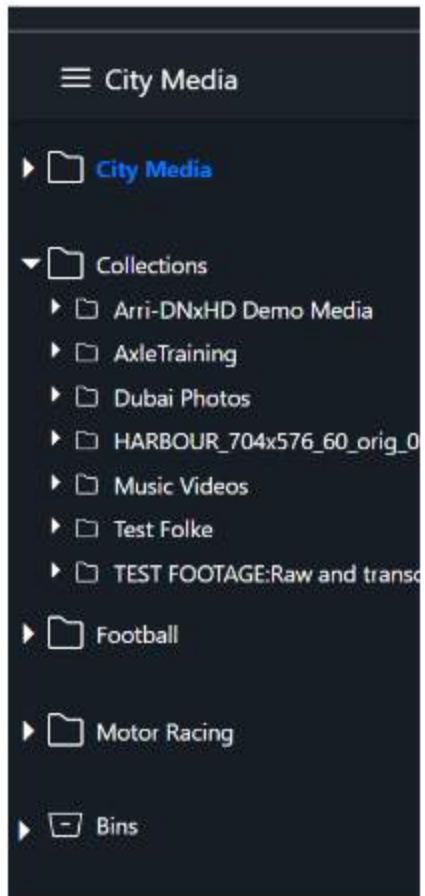 City Media
City Media
Collections
Arri-DNxHD Demo Media
AxleTraining
Dubai Photos
HARBOUR_704x576_60_orig_0
Music Videos
Test Folke
TEST FOOTAGE:Raw and transc
Football
Motor Racing
Bins